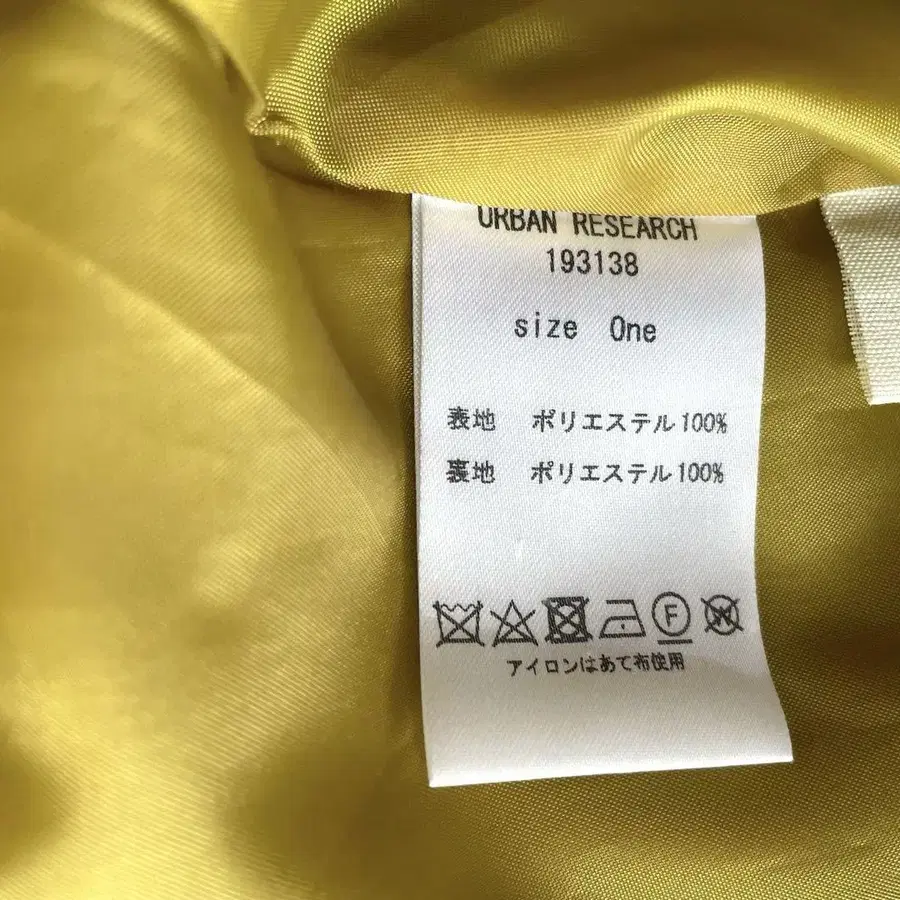 URBAN RESEARCH
193138
size One
表地 ポリエステル100%
裏地 ポリエステル100%
F W
アイロンはあて布使用